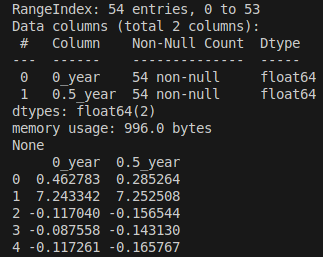 RangeIndex: 54 entries, 0 to 53
Data columns (total 2 columns):
 #   Column    Non-Null Count  Dtype
---  ------    --------------  -----
 0   0_year    54 non-null     float64
 1   0.5_year  54 non-null     float64
dtypes: float64(2)
memory usage: 996.0 bytes
None
     0_year  0.5_year
0  0.462783  0.285264
1  7.243342  7.252508
2 -0.117040 -0.156544
3 -0.087558 -0.143130
4 -0.117261 -0.165767